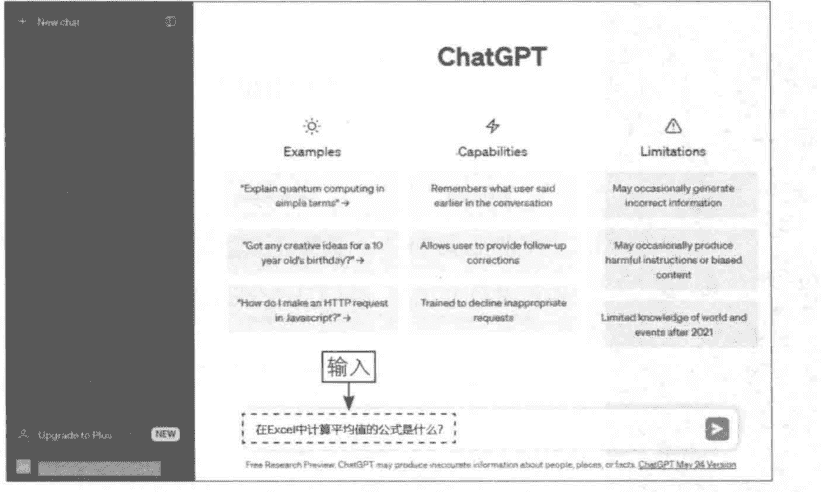 New chat
ChatGPT
Examples
"Explain quantum computing in
simple terms" →
"Got any creative ideas for a 10
year old's birthday?" →
"How do I make an HTTP request
in Javascript?" →
Capabilities
Remembers what user said
earlier in the conversation
Allows user to provide follow-up
corrections
Trained to decline inappropriate
requests
Limitations
May occasionally generate
incorrect information
May occasionally produce
harmful instructions or biased
content
Limited knowledge of world and
events after 2021
输入
在Excel中计算平均值的公式是什么?
Upgrade to Plus
NEW
Free Research Preview. ChatGPT may produce inaccurate information about people, places, or facts. ChatGPT May 24 Version